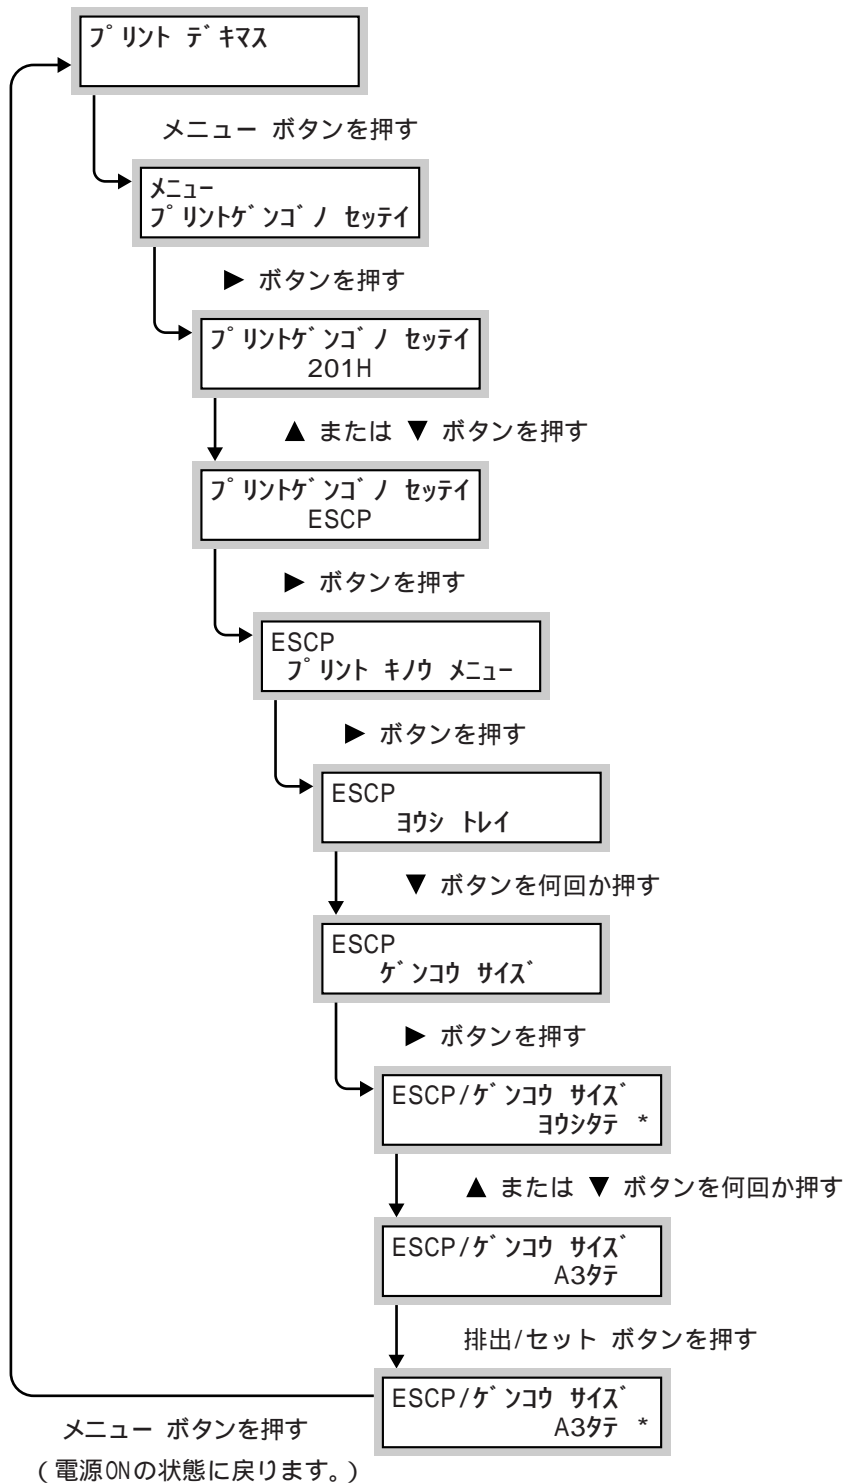 ﾌﾟﾘﾝﾄ ﾃﾞｷﾏｽ
メニュー ボタンを押す
ﾒﾆｭｰ
ﾌﾟﾘﾝﾄｹﾞﾝｺﾞﾉ ｾｯﾃｲ
▶ ボタンを押す
ﾌﾟﾘﾝﾄｹﾞﾝｺﾞﾉ ｾｯﾃｲ
201H
▲ または ▼ ボタンを押す
ﾌﾟﾘﾝﾄｹﾞﾝｺﾞﾉ ｾｯﾃｲ
ESCP
▶ ボタンを押す
ESCP
ﾌﾟﾘﾝﾄ ｷﾉｳ ﾒﾆｭｰ
▶ ボタンを押す
ESCP
ﾖｳｼ ﾄﾚｲ
▼ ボタンを何回か押す
ESCP
ｹﾞﾝｺｳ ｻｲｽﾞ
▶ ボタンを押す
ESCP/ｹﾞﾝｺｳ ｻｲｽﾞ
ﾖｳｼﾀﾃ *
▲ または ▼ ボタンを何回か押す
ESCP/ｹﾞﾝｺｳ ｻｲｽﾞ
A3ﾀﾃ
排出/セット ボタンを押す
ESCP/ｹﾞﾝｺｳ ｻｲｽﾞ
A3ﾀﾃ *
メニュー ボタンを押す
(電源ONの状態に戻ります。)